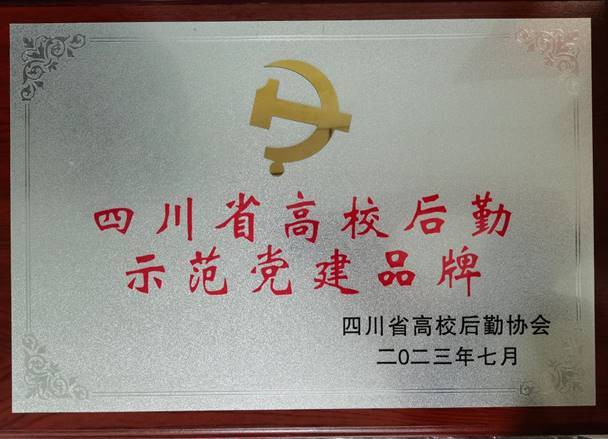 四川省高校后勤
示范党建品牌
四川省高校后勤协会
二0二三年七月